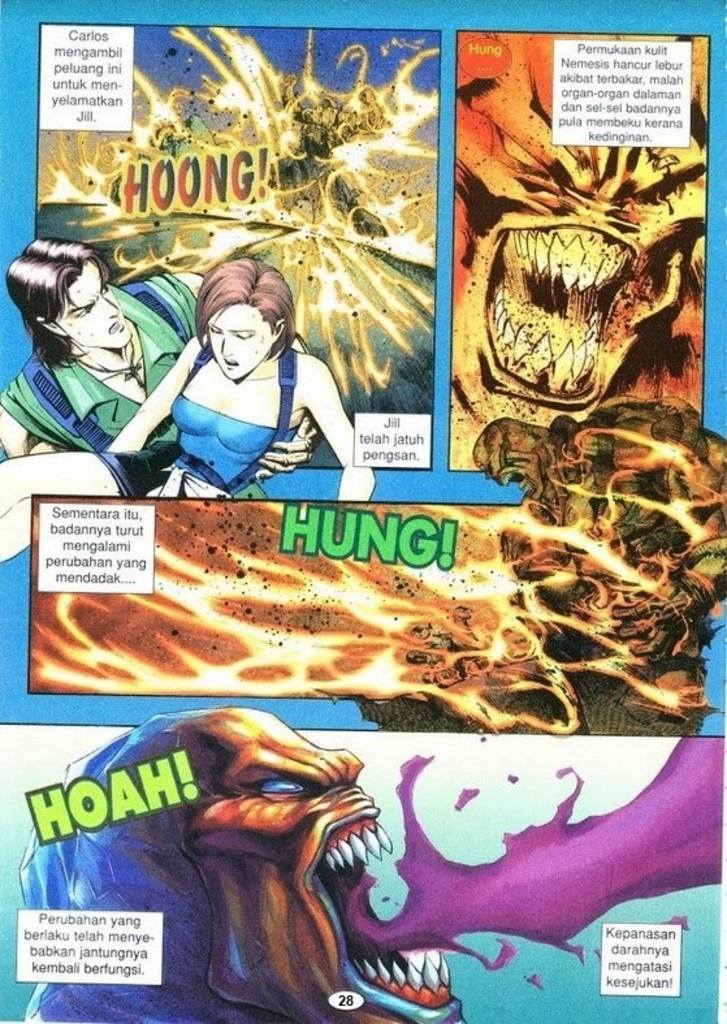 Carlos
mengambil
peluang ini
untuk men-
yelamatkan
Jill.
HOONG!
Jill
telah jatuh
pengsan.
Hung
....
Permukaan kulit
Nemesis hancur lebur
akibat terbakar, malah
organ-organ dalaman
dan sel-sel badannya
pula membeku kerana
kedinginan.
Sementara itu,
badannya turut
mengalami
perubahan yang
mendadak....
HUNG!
HOAH!
Perubahan yang
berlaku telah menye-
babkan jantungnya
kembali berfungsi.
Kepanasan
darahnya
mengatasi
kesejukan!
28